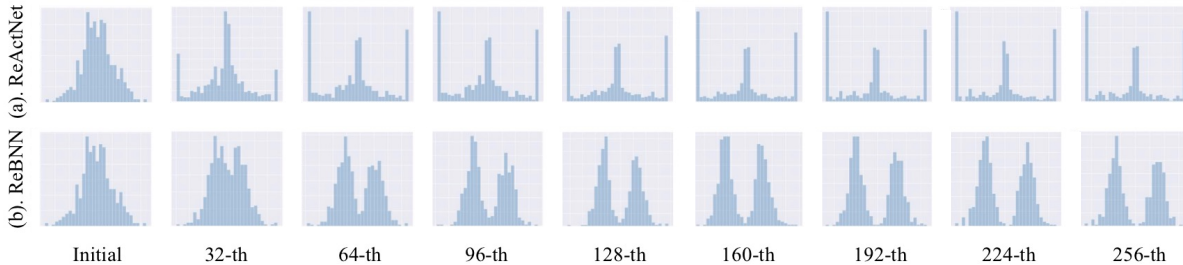 (a). ReActNet
(b). ReBNN
Initial 32-th 64-th 96-th 128-th 160-th 192-th 224-th 256-th